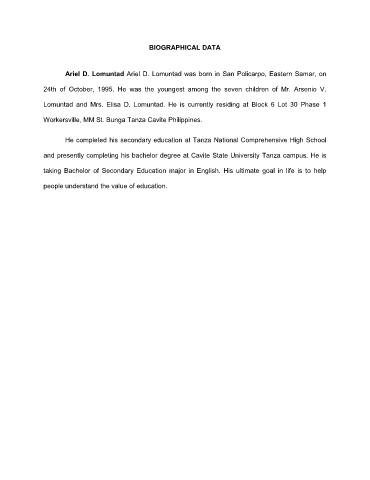 BIOGRAPHICAL DATA
Ariel D. Lomuntad Ariel D. Lomuntad was born in San Policarpo, Eastern Samar, on
24th of October, 1995. He was the youngest among the seven children of Mr. Arsenio V.
Lomuntad and Mrs. Elisa D. Lomuntad. He is currently residing at Block 6 Lot 30 Phase 1
Workersville, MM St. Bunga Tanza Cavite Philippines.
He completed his secondary education at Tanza National Comprehensive High School
and presently completing his bachelor degree at Cavite State University Tanza campus. He is
taking Bachelor of Secondary Education major in English. His ultimate goal in life is to help
people understand the value of education.